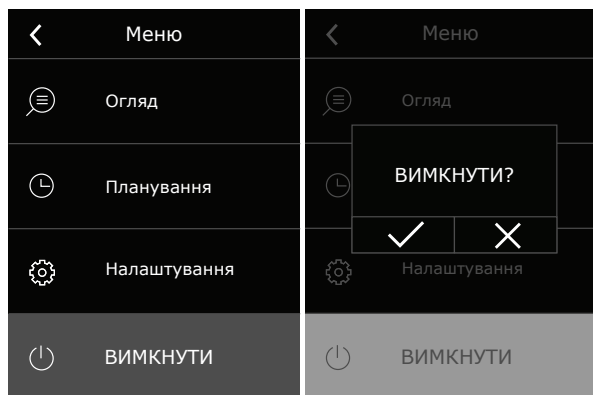 Меню
Огляд
Планування
Налаштування
ВИМКНУТИ
Меню
Огляд
ВИМКНУТИ?
Налаштування
ВИМКНУТИ